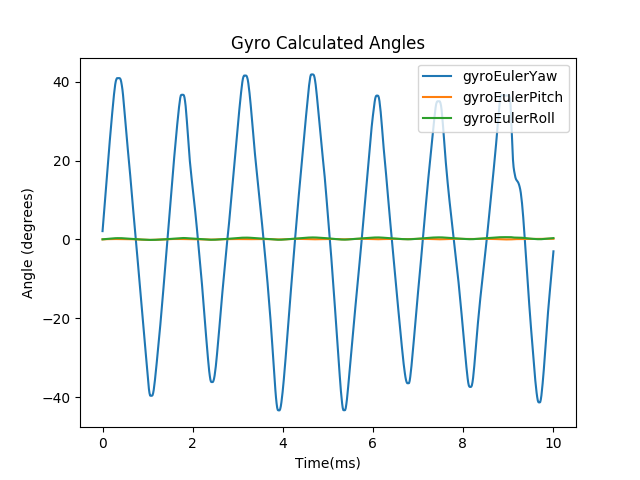 Gyro Calculated Angles
gyroEulerYaw
gyroEulerPitch
gyroEulerRoll
40
20
0
−20
−40
Angle (degrees)
0 2 4 6 8 10
Time(ms)